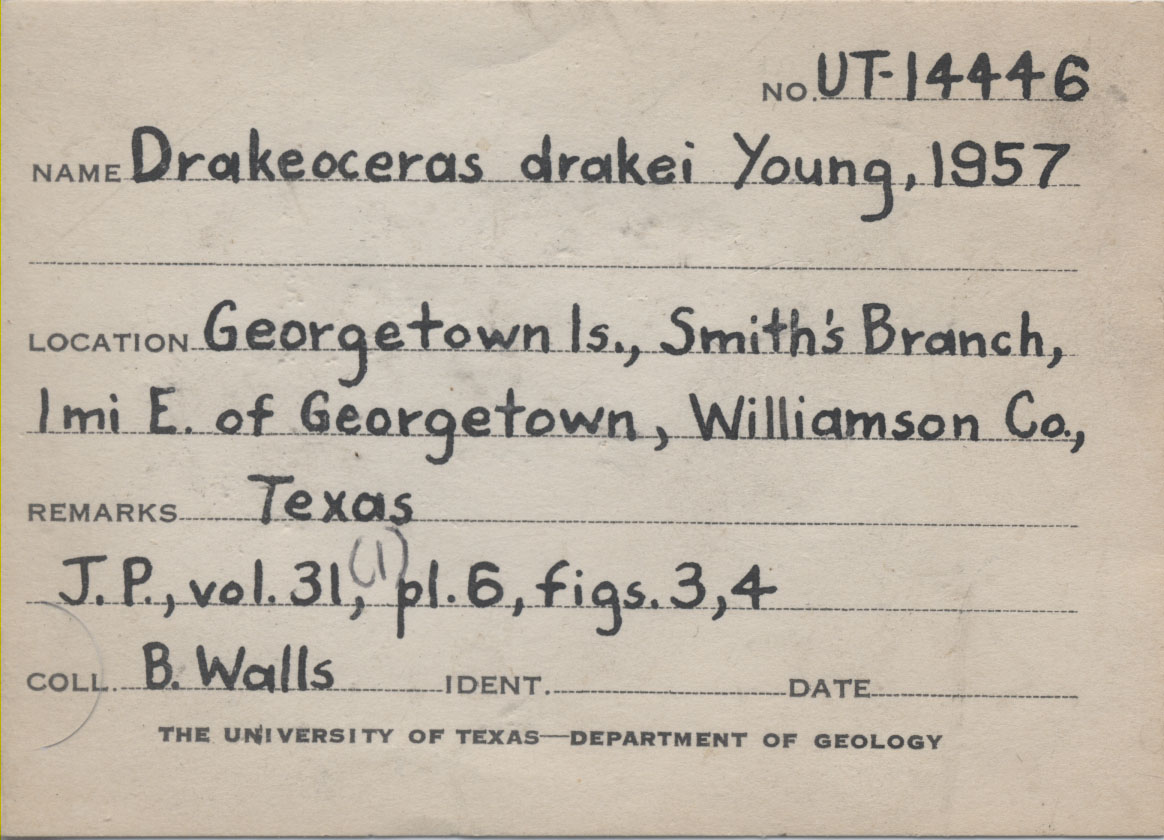 NO. UT-14446
NAME Drakeoceras drakei Young, 1957
LOCATION Georgetown ls., Smith's Branch,
1 mi E. of Georgetown, Williamson Co.,
REMARKS Texas
J.P., vol. 31, (1) pl. 6, figs. 3, 4
COLL. B. Walls IDENT. DATE
THE UNIVERSITY OF TEXAS—DEPARTMENT OF GEOLOGY